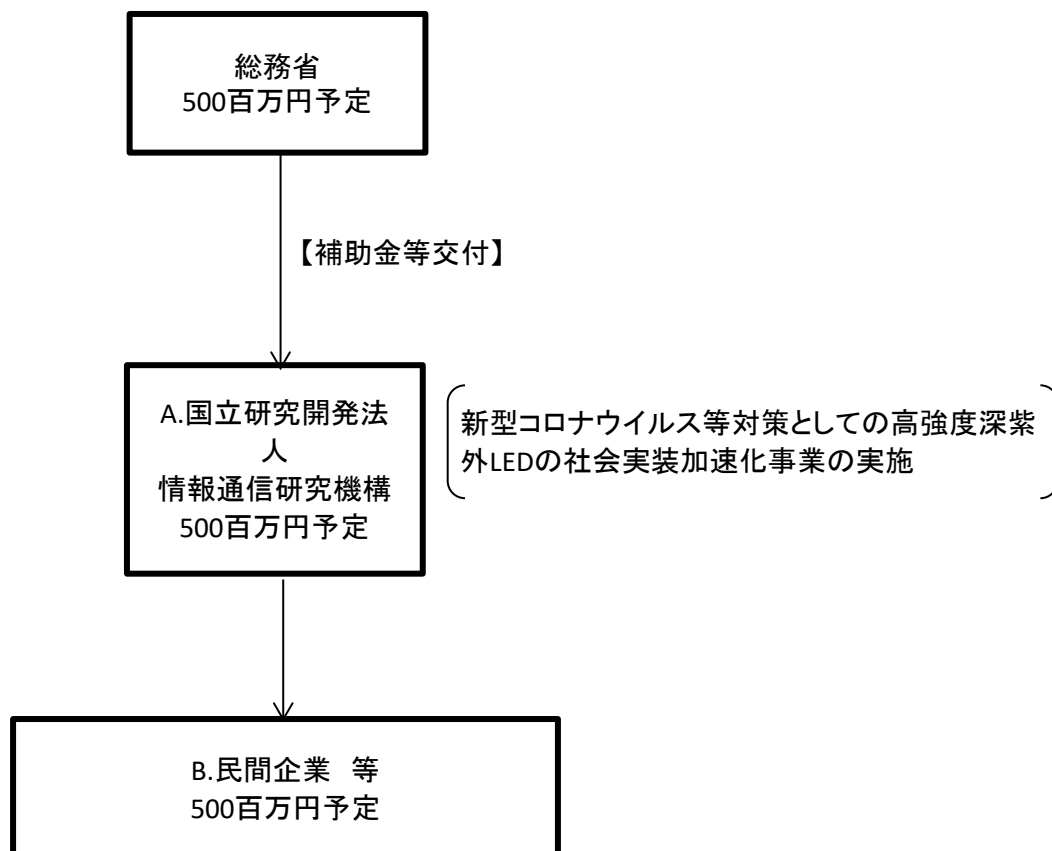 総務省
500百万円予定
【補助金等交付】
A.国立研究開発法
人
情報通信研究機構
500百万円予定
新型コロナウイルス等対策としての高強度深紫
外LEDの社会実装加速化事業の実施
B.民間企業　等
500百万円予定